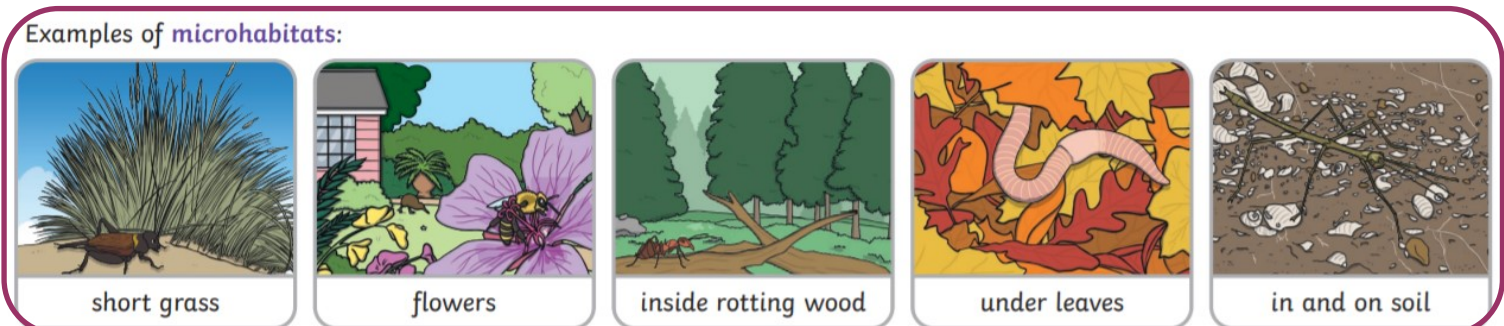 Examples of microhabitats:
short grass
flowers
inside rotting wood
under leaves
in and on soil